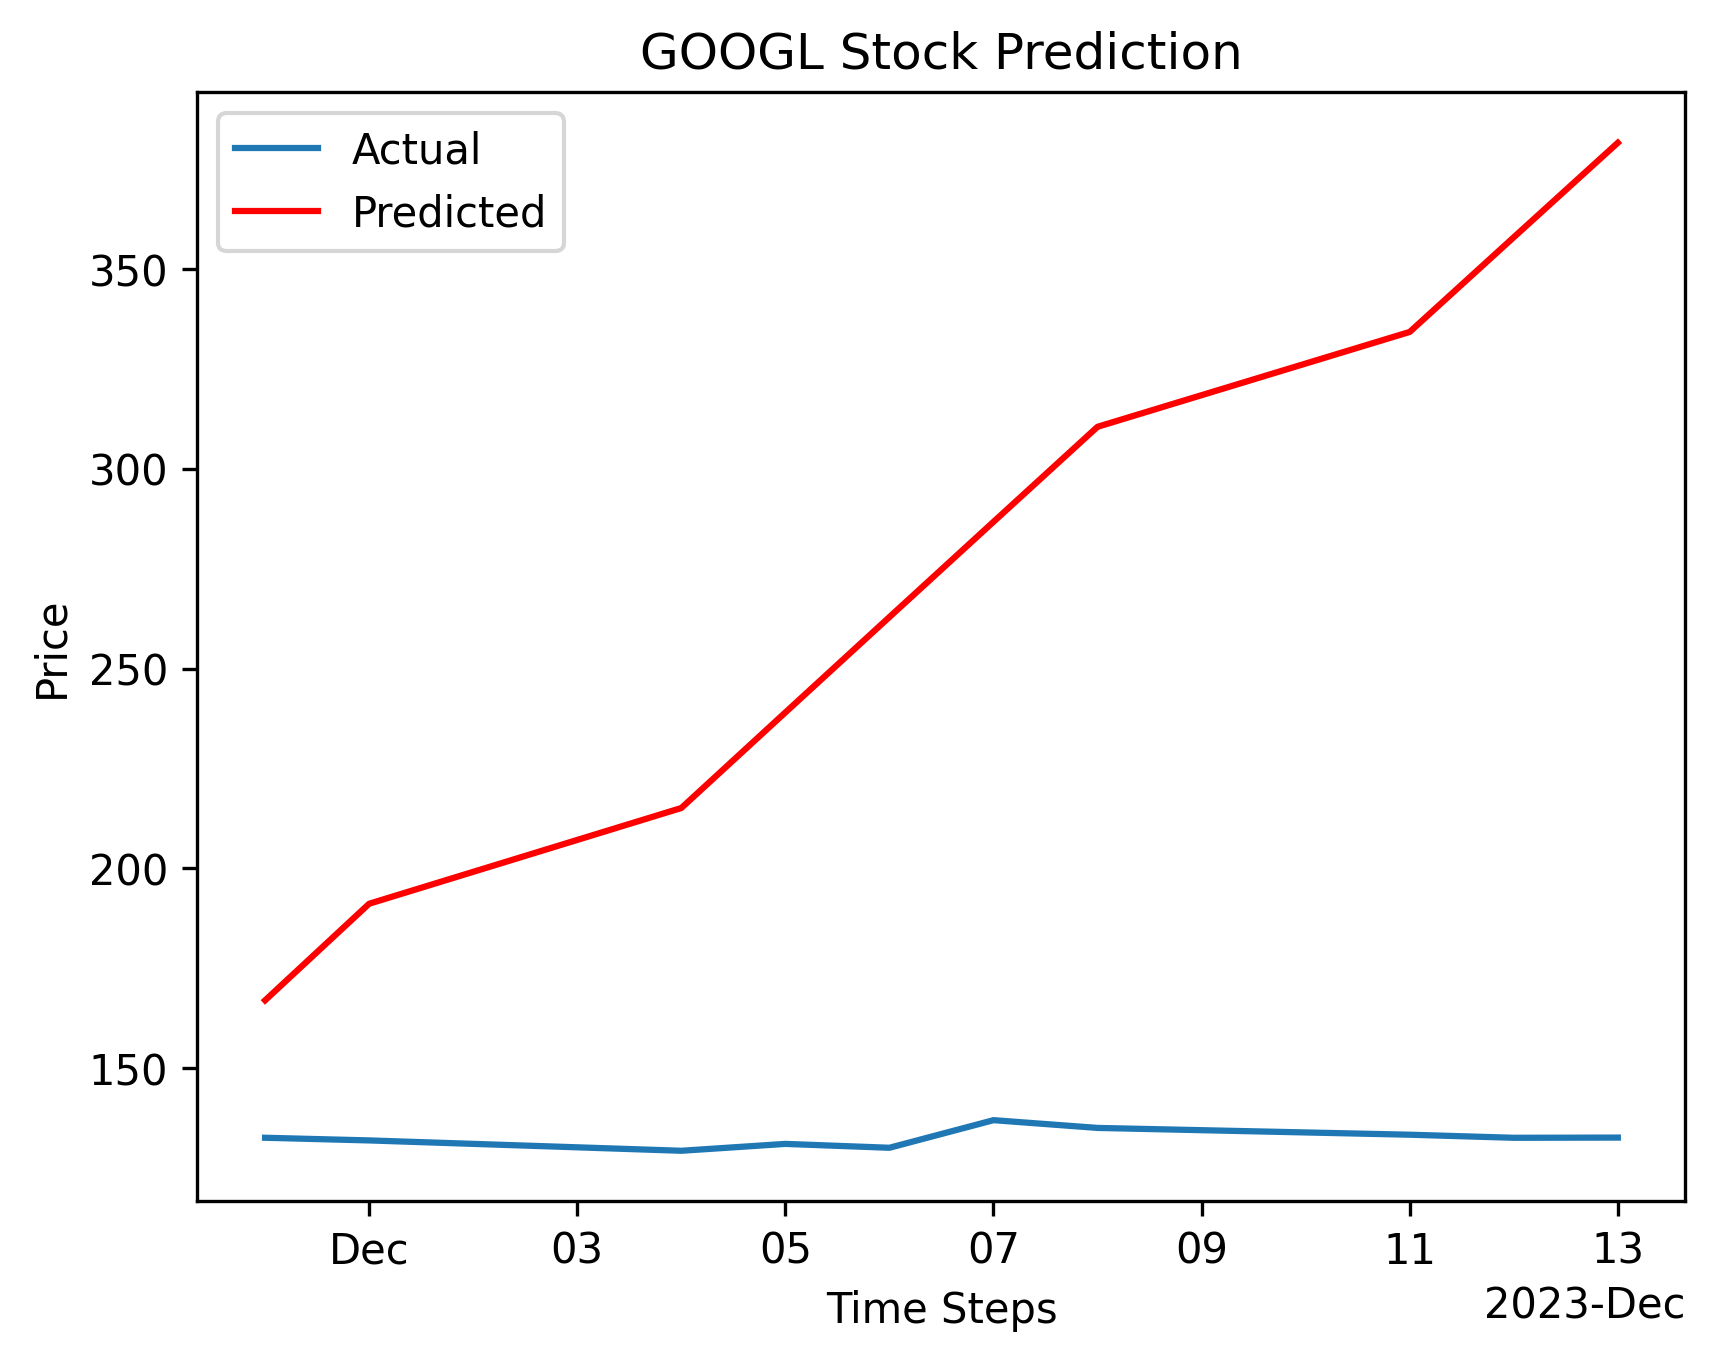 GOOGL Stock Prediction
Actual
Predicted
350
300
250
200
150
Price
Dec 03 05 07 09 11 13
Time Steps
2023-Dec